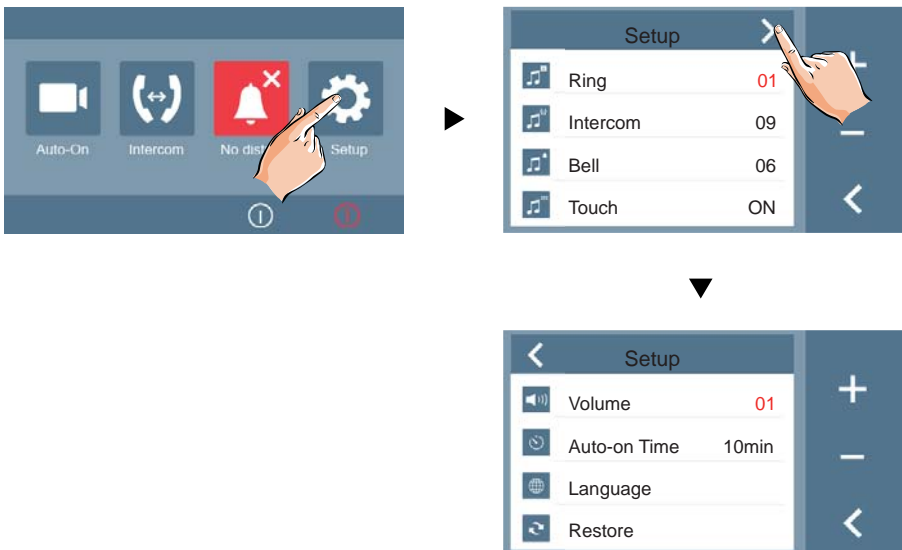 Auto-On
Intercom
No dist
Setup
Setup
Ring 01
Intercom 09
Bell 06
Touch ON
Setup
Volume 01
Auto-on Time 10min
Language
Restore